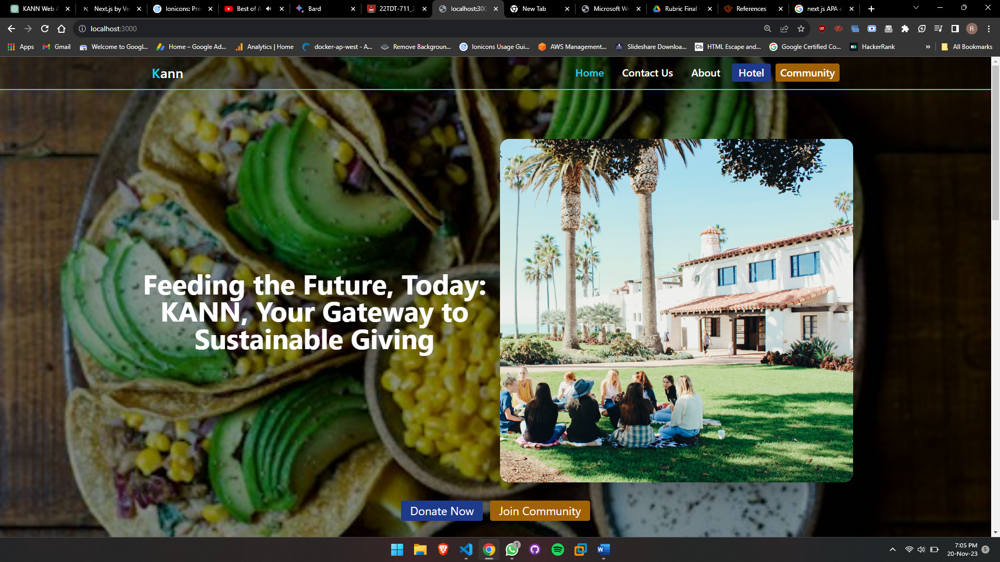 KANN Web A
Next.js by Ve
Ionicons: Pre
Best of A
Bard
22TDT-711_2
localhost:300
New Tab
Microsoft Wo
Rubric Final -
References
next js APA c
localhost:3000
R
Apps
Gmail
Welcome to Googl...
Home – Google Ad...
Analytics | Home
docker-ap-west - A...
Remove Backgroun...
Ionicons Usage Gui...
AWS Management...
Slideshare Downloa...
Cb
HTML Escape and...
Google Certified Co...
HackerRank
»
All Bookmarks
Kann
Home
Contact Us
About
Hotel
Community
Feeding the Future, Today:
KANN, Your Gateway to
Sustainable Giving
Donate Now
Join Community
1
7:05 PM
20-Nov-23
5